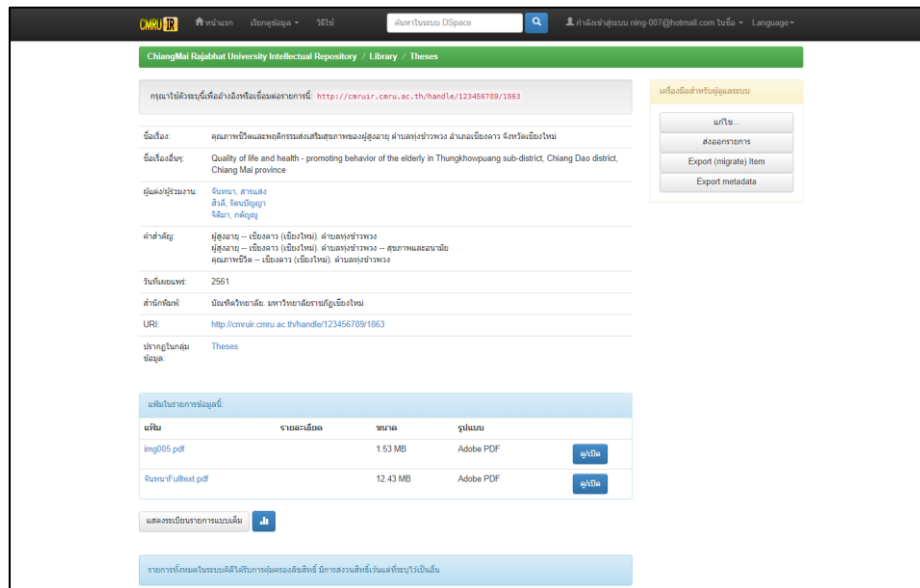 CMRU IR หน้าแรก เรียกดูข้อมูล วิธีใช้ ค้นหาในระบบ DSpace กำลังเข้าสู่ระบบ ning-007@hotmail.com ในชื่อ Language
ChiangMai Rajabhat University Intellectual Repository / Library / Theses
กรุณาใช้ตัวระบุนี้เพื่ออ้างอิงหรือเชื่อมต่อรายการนี้: http://cmruir.cmru.ac.th/handle/123456789/1863
เครื่องมือสำหรับผู้ดูแลระบบ
แก้ไข...
ส่งออกรายการ
Export (migrate) Item
Export metadata
ชื่อเรื่อง: คุณภาพชีวิตและพฤติกรรมส่งเสริมสุขภาพของผู้สูงอายุ ตำบลทุ่งข้าวพวง อำเภอเชียงดาว จังหวัดเชียงใหม่
ชื่อเรื่องอื่นๆ: Quality of life and health - promoting behavior of the elderly in Thungkhowpuang sub-district, Chiang Dao district,
Chiang Mai province
ผู้แต่ง/ผู้ร่วมงาน: จันทนา, สารแสง
สิวลี, รัตนปัญญา
จิติมา, กตัญญู
คำสำคัญ: ผู้สูงอายุ -- เชียงดาว (เชียงใหม่). ตำบลทุ่งข้าวพวง
ผู้สูงอายุ -- เชียงดาว (เชียงใหม่). ตำบลทุ่งข้าวพวง -- สุขภาพและอนามัย
คุณภาพชีวิต -- เชียงดาว (เชียงใหม่). ตำบลทุ่งข้าวพวง
วันที่เผยแพร่: 2561
สำนักพิมพ์: บัณฑิตวิทยาลัย. มหาวิทยาลัยราชภัฏเชียงใหม่
URI: http://cmruir.cmru.ac.th/handle/123456789/1863
ปรากฏในกลุ่ม Theses
ข้อมูล:
แฟ้มในรายการข้อมูลนี้:
แฟ้ม รายละเอียด ขนาด รูปแบบ
img005.pdf 1.53 MB Adobe PDF ดู/เปิด
จันทนาFulltext.pdf 12.43 MB Adobe PDF ดู/เปิด
แสดงระเบียนรายการแบบเต็ม
รายการทั้งหมดในระบบคิดีได้รับการคุ้มครองลิขสิทธิ์ มีการสงวนสิทธิ์เว้นแต่ที่ระบุไว้เป็นอื่น